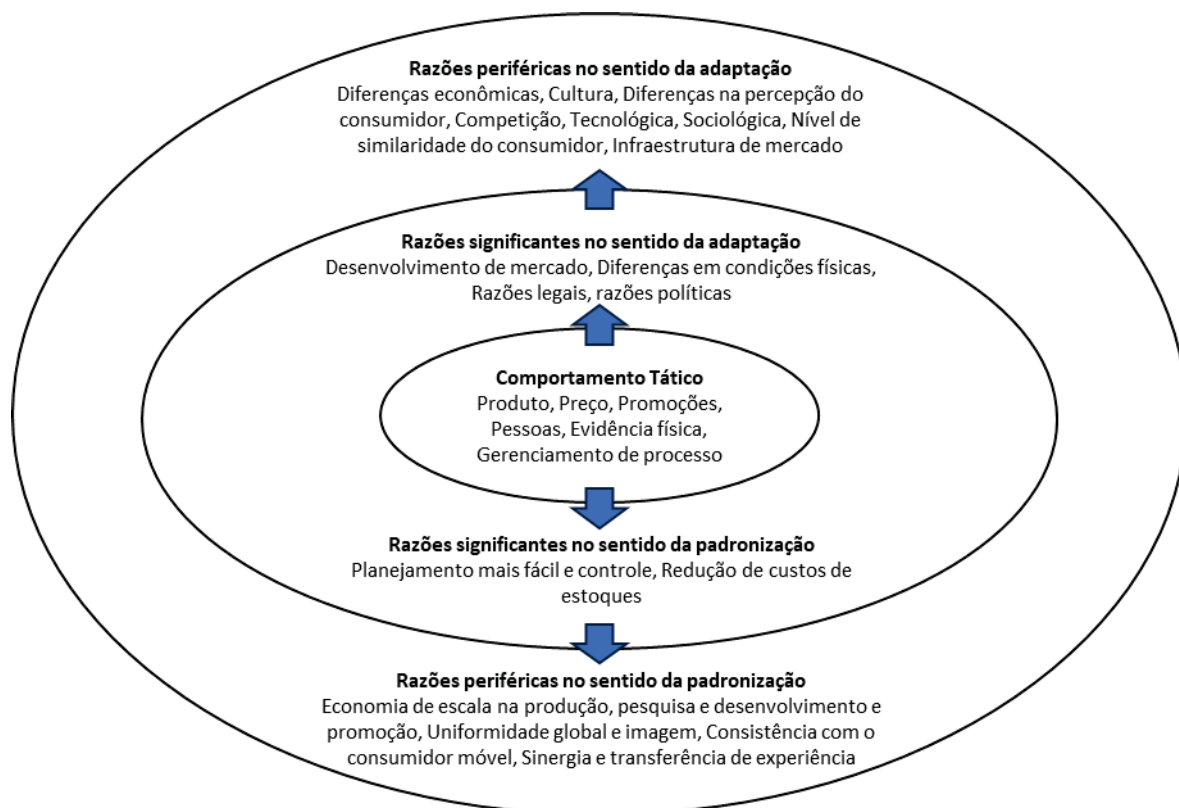 Razões periféricas no sentido da adaptação
Diferenças econômicas, Cultura, Diferenças na percepção do
consumidor, Competição, Tecnológica, Sociológica, Nível de
similaridade do consumidor, Infraestrutura de mercado
Razões significantes no sentido da adaptação
Desenvolvimento de mercado, Diferenças em condições físicas,
Razões legais, razões políticas
Comportamento Tático
Produto, Preço, Promoções,
Pessoas, Evidência física,
Gerenciamento de processo
Razões significantes no sentido da padronização
Planejamento mais fácil e controle, Redução de custos de
estoques
Razões periféricas no sentido da padronização
Economia de escala na produção, pesquisa e desenvolvimento e
promoção, Uniformidade global e imagem, Consistência com o
consumidor móvel, Sinergia e transferência de experiência